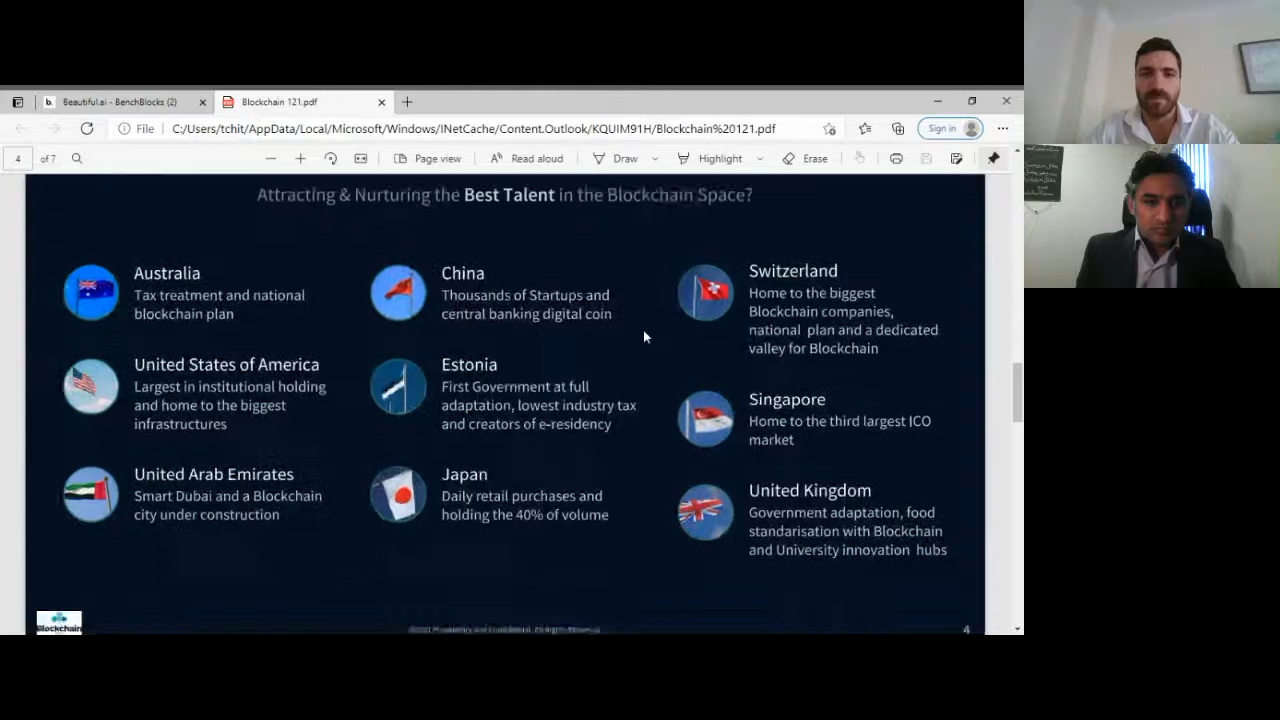 Beautiful.ai - BenchBlocks (2)
Blockchain 121.pdf
File
C:/Users/tchit/AppData/Local/Microsoft/Windows/INetCache/Content.Outlook/KQUIM91H/Blockchain%20121.pdf
Sign in
4 of 7
Page view
Read aloud
Draw
Highlight
Erase
Attracting & Nurturing the Best Talent in the Blockchain Space?
Australia
Tax treatment and national
blockchain plan
United States of America
Largest in institutional holding
and home to the biggest
infrastructures
United Arab Emirates
Smart Dubai and a Blockchain
city under construction
China
Thousands of Startups and
central banking digital coin
Estonia
First Government at full
adaptation, lowest industry tax
and creators of e-residency
Japan
Daily retail purchases and
holding the 40% of volume
Switzerland
Home to the biggest
Blockchain companies,
national plan and a dedicated
valley for Blockchain
Singapore
Home to the third largest ICO
market
United Kingdom
Government adaptation, food
standarisation with Blockchain
and University innovation hubs
Blockchain
4